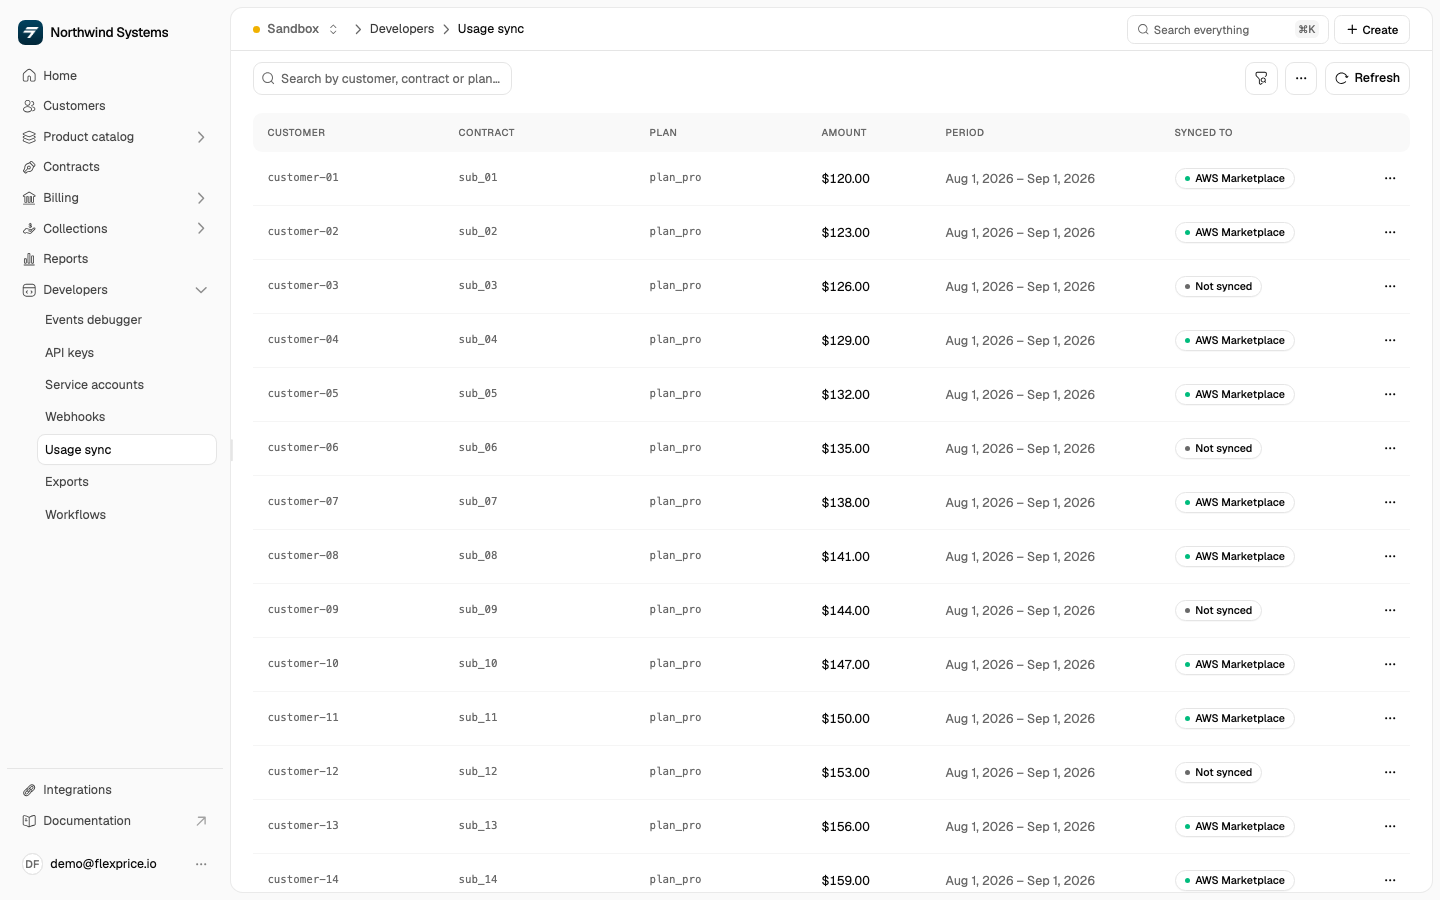 Northwind Systems
Home
Customers
Product catalog
Contracts
Billing
Collections
Reports
Developers
Events debugger
API keys
Service accounts
Webhooks
Usage sync
Exports
Workflows
Integrations
Documentation
DF demo@flexprice.io
Sandbox Developers Usage sync
Search everything ⌘K
Create
Search by customer, contract or plan...
Refresh
CUSTOMER CONTRACT PLAN AMOUNT PERIOD SYNCED TO
customer-01 sub_01 plan_pro $120.00 Aug 1, 2026 – Sep 1, 2026 AWS Marketplace
customer-02 sub_02 plan_pro $123.00 Aug 1, 2026 – Sep 1, 2026 AWS Marketplace
customer-03 sub_03 plan_pro $126.00 Aug 1, 2026 – Sep 1, 2026 Not synced
customer-04 sub_04 plan_pro $129.00 Aug 1, 2026 – Sep 1, 2026 AWS Marketplace
customer-05 sub_05 plan_pro $132.00 Aug 1, 2026 – Sep 1, 2026 AWS Marketplace
customer-06 sub_06 plan_pro $135.00 Aug 1, 2026 – Sep 1, 2026 Not synced
customer-07 sub_07 plan_pro $138.00 Aug 1, 2026 – Sep 1, 2026 AWS Marketplace
customer-08 sub_08 plan_pro $141.00 Aug 1, 2026 – Sep 1, 2026 AWS Marketplace
customer-09 sub_09 plan_pro $144.00 Aug 1, 2026 – Sep 1, 2026 Not synced
customer-10 sub_10 plan_pro $147.00 Aug 1, 2026 – Sep 1, 2026 AWS Marketplace
customer-11 sub_11 plan_pro $150.00 Aug 1, 2026 – Sep 1, 2026 AWS Marketplace
customer-12 sub_12 plan_pro $153.00 Aug 1, 2026 – Sep 1, 2026 Not synced
customer-13 sub_13 plan_pro $156.00 Aug 1, 2026 – Sep 1, 2026 AWS Marketplace
customer-14 sub_14 plan_pro $159.00 Aug 1, 2026 – Sep 1, 2026 AWS Marketplace